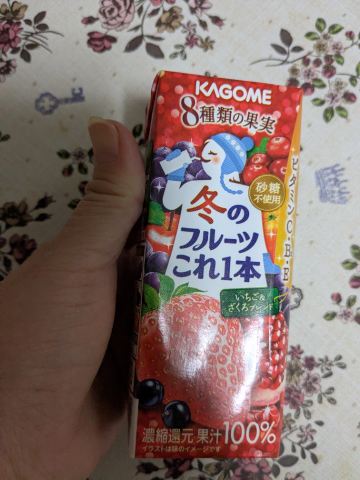 KAGOME
8種類の果実
砂糖
不使用
ビタミンC・B・E
冬の
フルーツ
これ1本
いちご&
ざくろブレンド
濃縮還元 果汁100%
イラストは味のイメージです